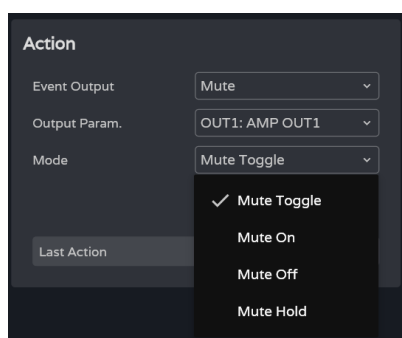 Action
Event Output Mute
Output Param. OUT1: AMP OUT1
Mode Mute Toggle
Mute Toggle
Mute On
Last Action
Mute Off
Mute Hold